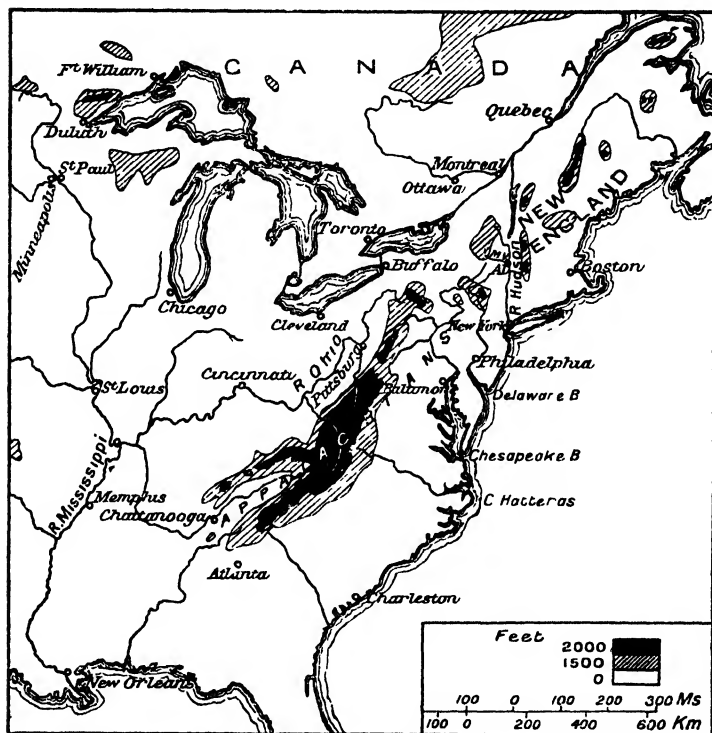 CANADA
Ft William
Duluth
St Paul
Minneapolis
Quebec
Montreal
Ottawa
Toronto
Buffalo
NEW ENGLAND
R Hudson
Boston
Chicago
Cleveland
New York
R Ohio
Pittsburg
Philadelphia
Cincinnati
Baltimore
Delaware B
St Louis
Chesapeake B
R. Mississippi
Memphis
Chattanooga
C Hatteras
Atlanta
Charleston
New Orleans
Feet
2000
1500
0
100 0 100 200 300 Ms
100 0 200 400 600 Km